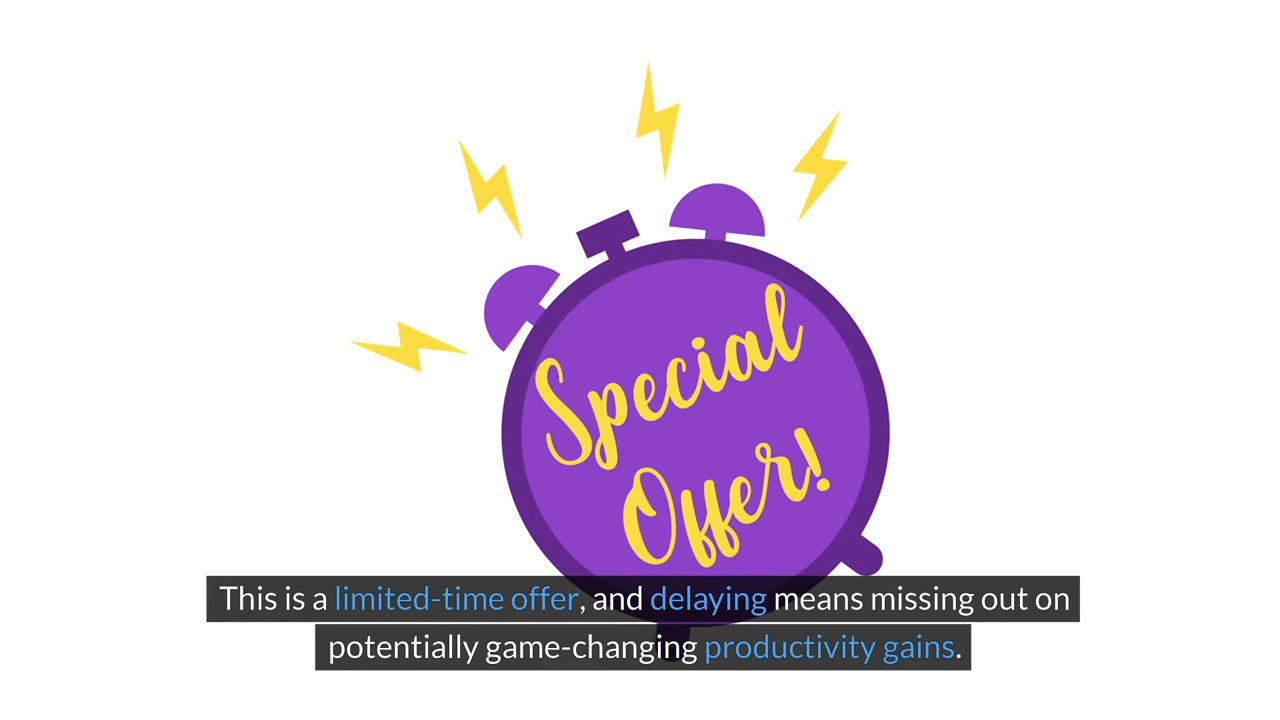 Special
Offer!
This is a limited-time offer, and delaying means missing out on
potentially game-changing productivity gains.